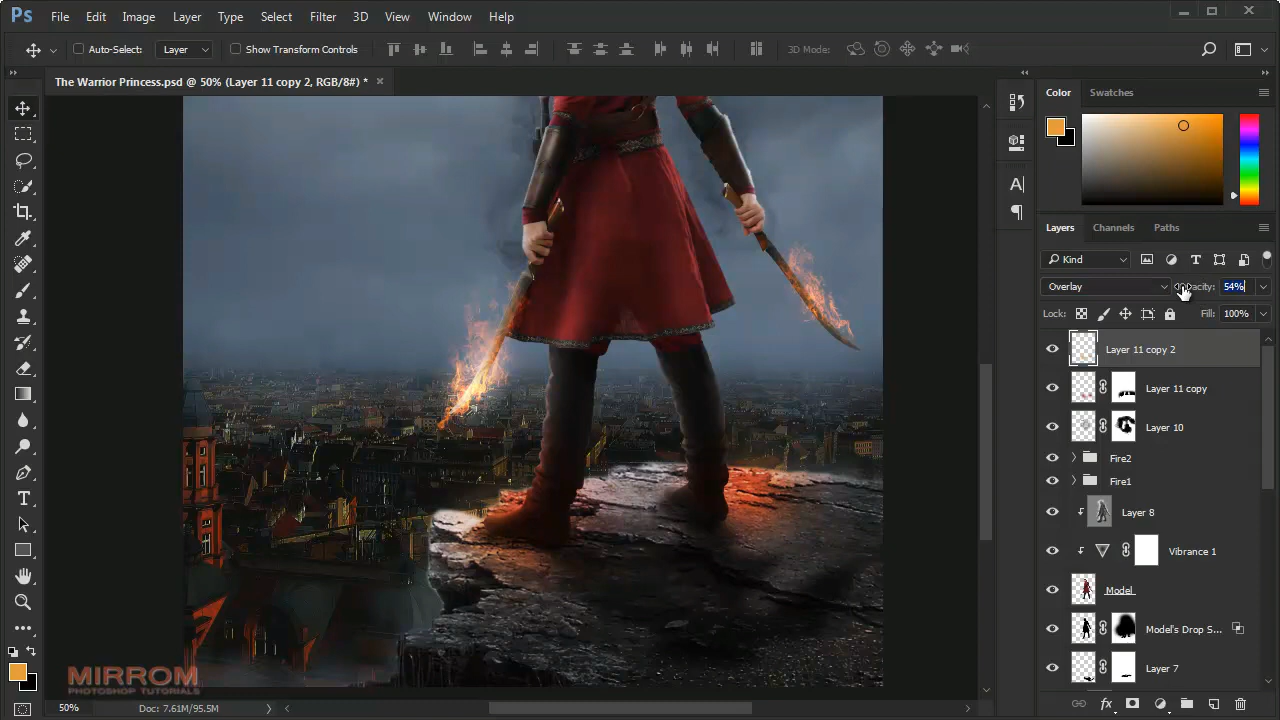 Ps File Edit Image Layer Type Select Filter 3D View Window Help
Auto-Select: Layer Show Transform Controls 3D Mode:
The Warrior Princess.psd @ 50% (Layer 11 copy 2, RGB/8#) *
Color Swatches
Layers Channels Paths
Kind
Overlay Opacity: 54%
Lock: Fill: 100%
Layer 11 copy 2
Layer 11 copy
Layer 10
Fire2
Fire1
Layer 8
Vibrance 1
Model
Model's Drop S...
Layer 7
MIRROM
PHOTOSHOP TUTORIALS
50% Doc: 7.61M/95.5M